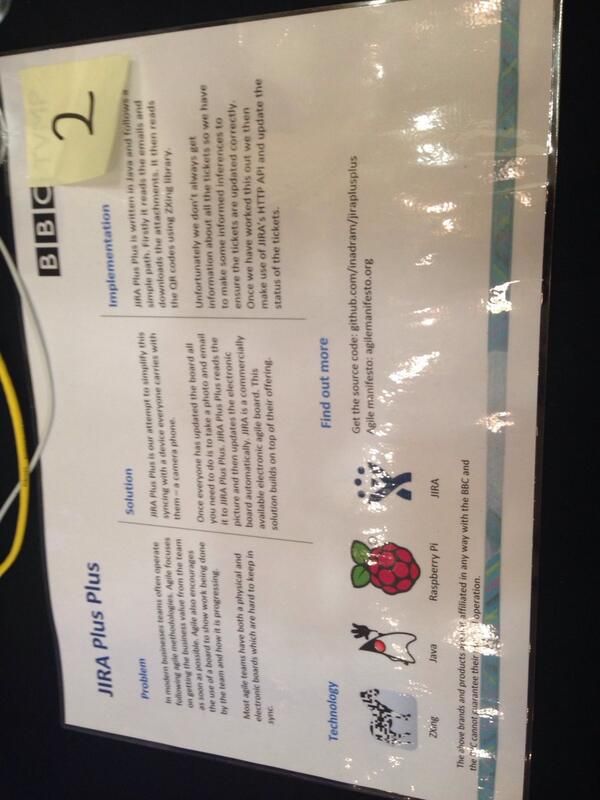 JIRA Plus Plus
BBC
2
Problem
In modern businesses teams often operate
following agile methodologies. Agile focuses
on getting the business value from the team
as soon as possible. Agile also encourages
the use of a board to show work being done
by the team and how it is progressing.
Most agile teams have both a physical and
electronic boards which are hard to keep in
sync.
Solution
JIRA Plus Plus is our attempt to simplify this
syncing with a device everyone carries with
them – a camera phone.
Once everyone has updated the board all
you need to do is to take a photo and email
it to JIRA Plus Plus. JIRA Plus Plus reads the
picture and then updates the electronic
board automatically. JIRA is a commercially
available electronic agile board. This
solution builds on top of their offering.
Implementation
JIRA Plus Plus is written in Java and follows a
simple path. Firstly it reads the emails and
downloads the attachments. It then reads
the QR codes using ZXing library.
Unfortunately we don't always get
information about all the tickets so we have
to make some informed inferences to
ensure the tickets are updated correctly.
Once we have worked this out we then
make use of JIRA's HTTP API and update the
status of the tickets.
Technology
ZXing
Java
Raspberry Pi
JIRA
Find out more
Get the source code: github.com/inadram/jiraplusplus
Agile manifesto: agilemanifesto.org
The above brands and products affiliated in any way with the BBC and
the BBC cannot guarantee their operation.